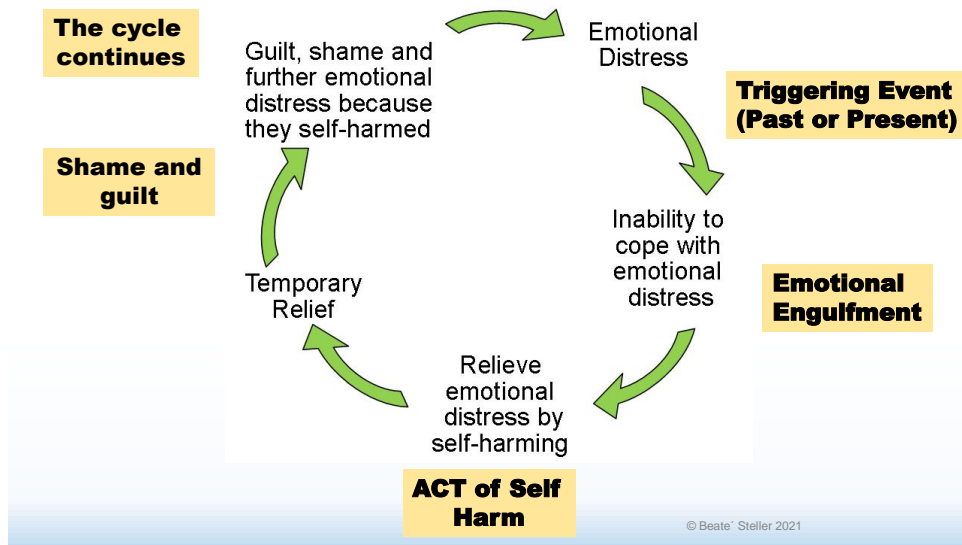 The cycle
continues
Guilt, shame and
further emotional
distress because
they self-harmed
Emotional
Distress
Triggering Event
(Past or Present)
Shame and
guilt
Inability to
cope with
emotional
distress
Temporary
Relief
Emotional
Engulfment
Relieve
emotional
distress by
self-harming
ACT of Self
Harm
© Beate´ Steller 2021